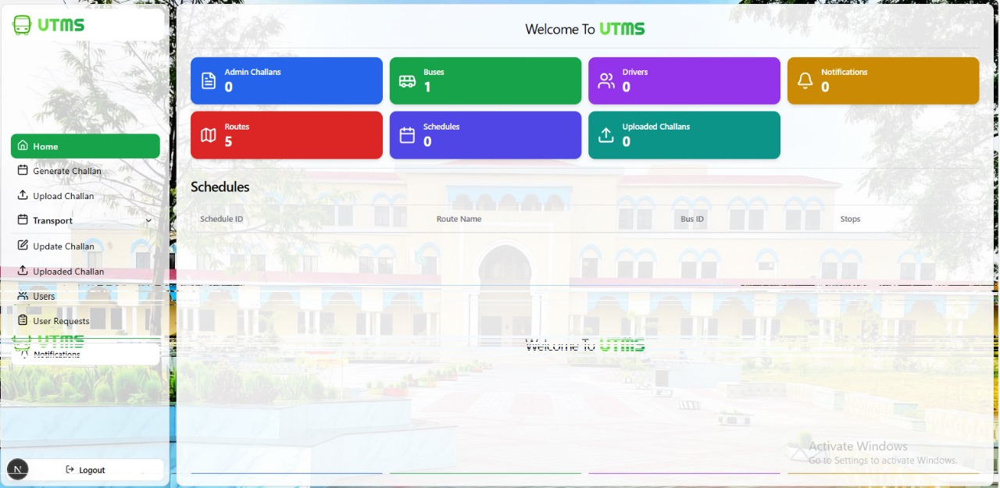 UTMS
Welcome To UTMS
Admin Challans
0
Buses
1
Drivers
0
Notifications
0
Routes
5
Schedules
0
Uploaded Challans
0
Home
Generate Challan
Upload Challan
Transport
Update Challan
Uploaded Challan
Users
User Requests
UTMS
Notifications
N
Logout
Schedules
Schedule ID Route Name Bus ID Stops
Welcome To UTMS
Activate Windows
Go to Settings to activate Windows.